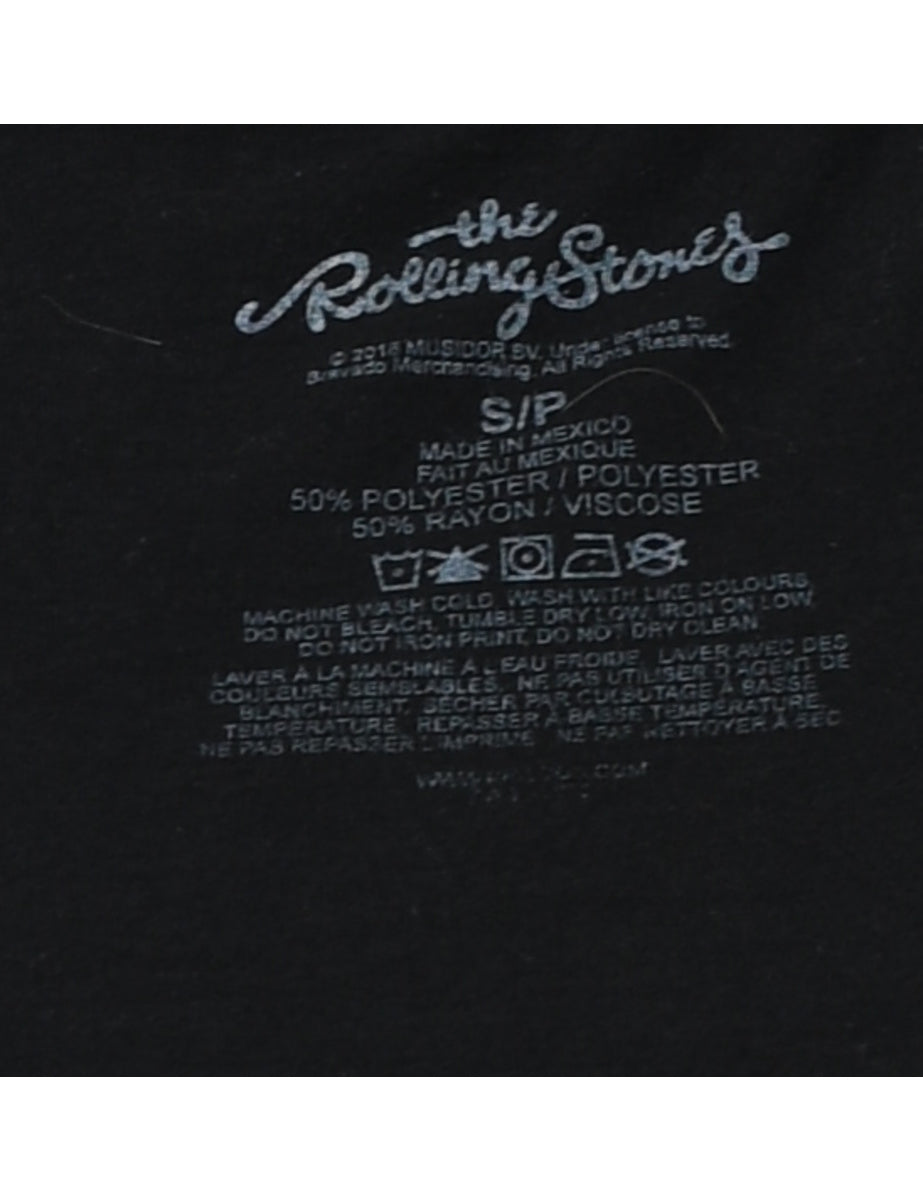 the
Rolling Stones
© 2016 MUSIDOR BV. Under license to
Bravado Merchandising. All Rights Reserved.
S/P
MADE IN MEXICO
FAIT AU MEXIQUE
50% POLYESTER / POLYESTER
50% RAYON / VISCOSE
MACHINE WASH COLD, WASH WITH LIKE COLOURS,
DO NOT BLEACH, TUMBLE DRY LOW, IRON ON LOW,
DO NOT IRON PRINT, DO NOT DRY CLEAN
LAVER À LA MACHINE À L'EAU FROIDE, LAVER AVEC DES
COULEURS SEMBLABLES, NE PAS UTILISER D'AGENT DE
BLANCHIMENT, SÉCHER PAR CULBUTAGE À BASSE
TEMPÉRATURE, REPASSER À BASSE TEMPÉRATURE,
NE PAS REPASSER L'IMPRIMÉ, NE PAS NETTOYER À SEC